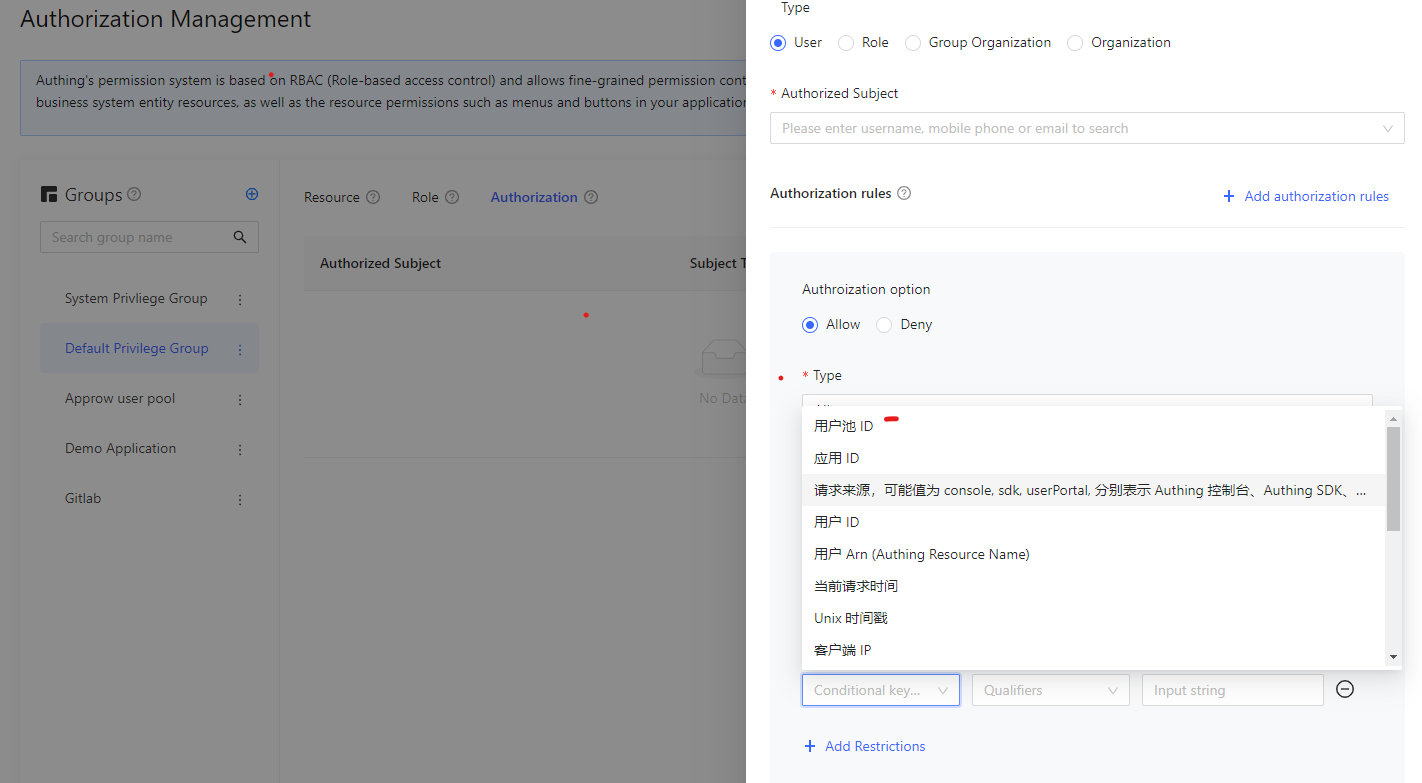 Authorization Management
Authing's permission system is based on RBAC (Role-based access control) and allows fine-grained permission cont
business system entity resources, as well as the resource permissions such as menus and buttons in your application
Groups
Search group name
System Privliege Group
Default Privilege Group
Approw user pool
Demo Application
Gitlab
Resource
Role
Authorization
Authorized Subject
Subject T
No Data
Type
User
Role
Group Organization
Organization
* Authorized Subject
Please enter username, mobile phone or email to search
Authorization rules
+ Add authorization rules
Authroization option
Allow
Deny
* Type
用户池 ID
应用 ID
请求来源，可能值为 console, sdk, userPortal, 分别表示 Authing 控制台、Authing SDK、...
用户 ID
用户 Arn (Authing Resource Name)
当前请求时间
Unix 时间戳
客户端 IP
Conditional key...
Qualifiers
Input string
+ Add Restrictions